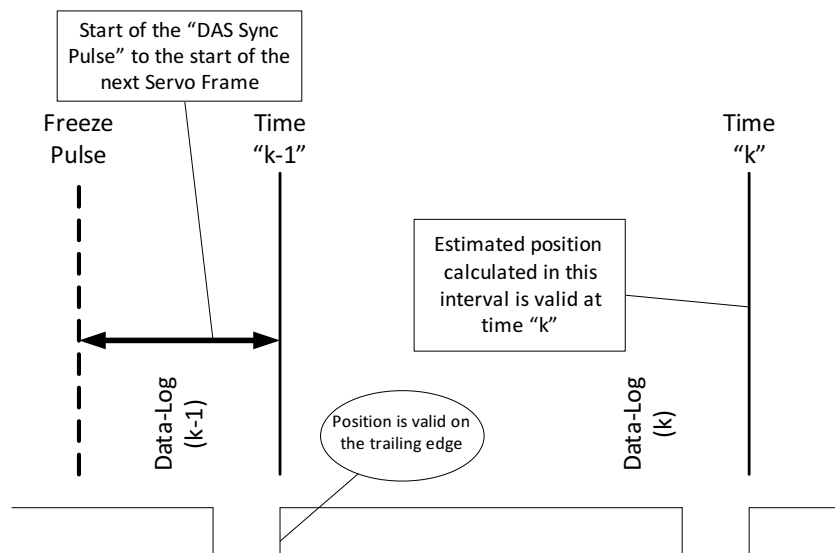 Start of the “DAS Sync
Pulse” to the start of the
next Servo Frame
Freeze
Pulse
Time
“k-1”
Time
“k”
Estimated position
calculated in this
interval is valid at
time “k”
Data-Log
(k-1)
Position is valid on
the trailing edge
Data-Log
(k)